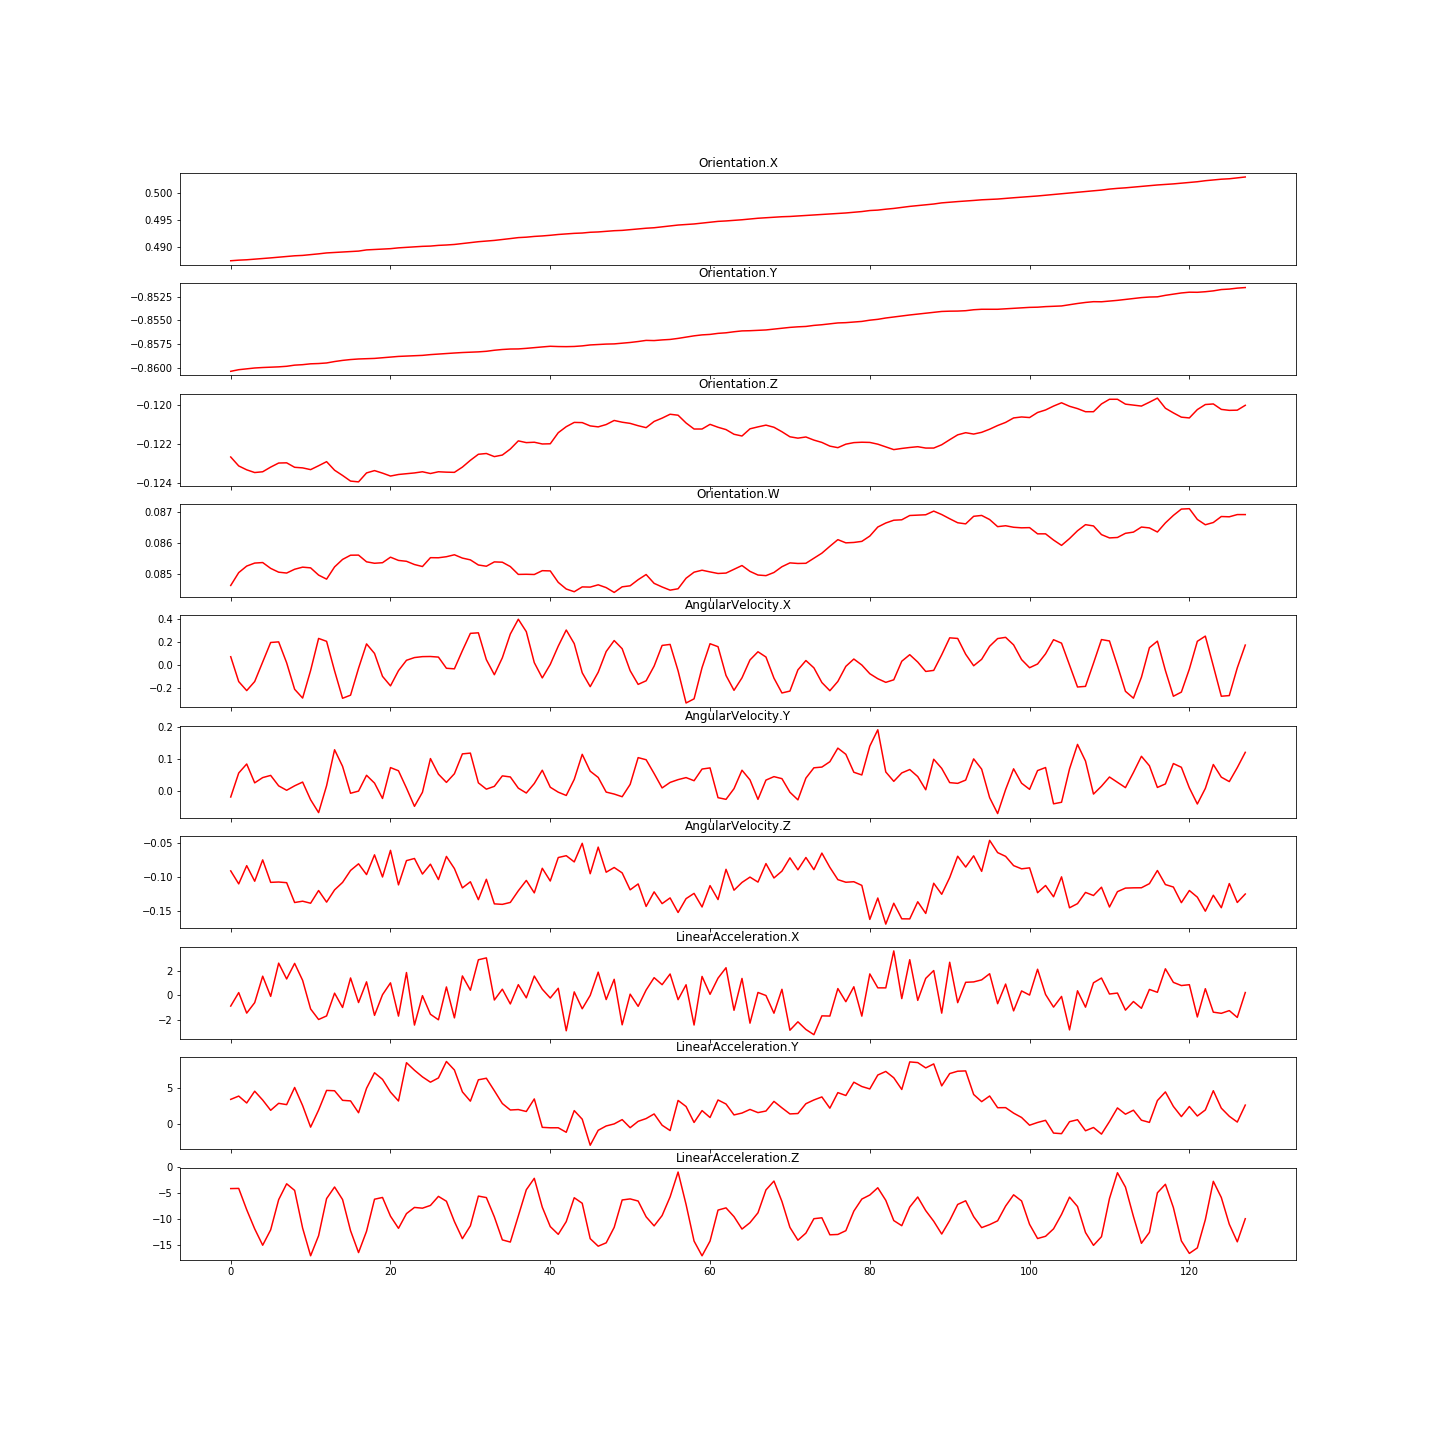 Orientation.X
0.500
0.495
0.490
Orientation.Y
−0.8525
−0.8550
−0.8575
−0.8600
Orientation.Z
−0.120
−0.122
−0.124
Orientation.W
0.087
0.086
0.085
AngularVelocity.X
0.4
0.2
0.0
−0.2
AngularVelocity.Y
0.2
0.1
0.0
AngularVelocity.Z
−0.05
−0.10
−0.15
LinearAcceleration.X
2
0
−2
LinearAcceleration.Y
5
0
LinearAcceleration.Z
0
−5
−10
−15
0 20 40 60 80 100 120